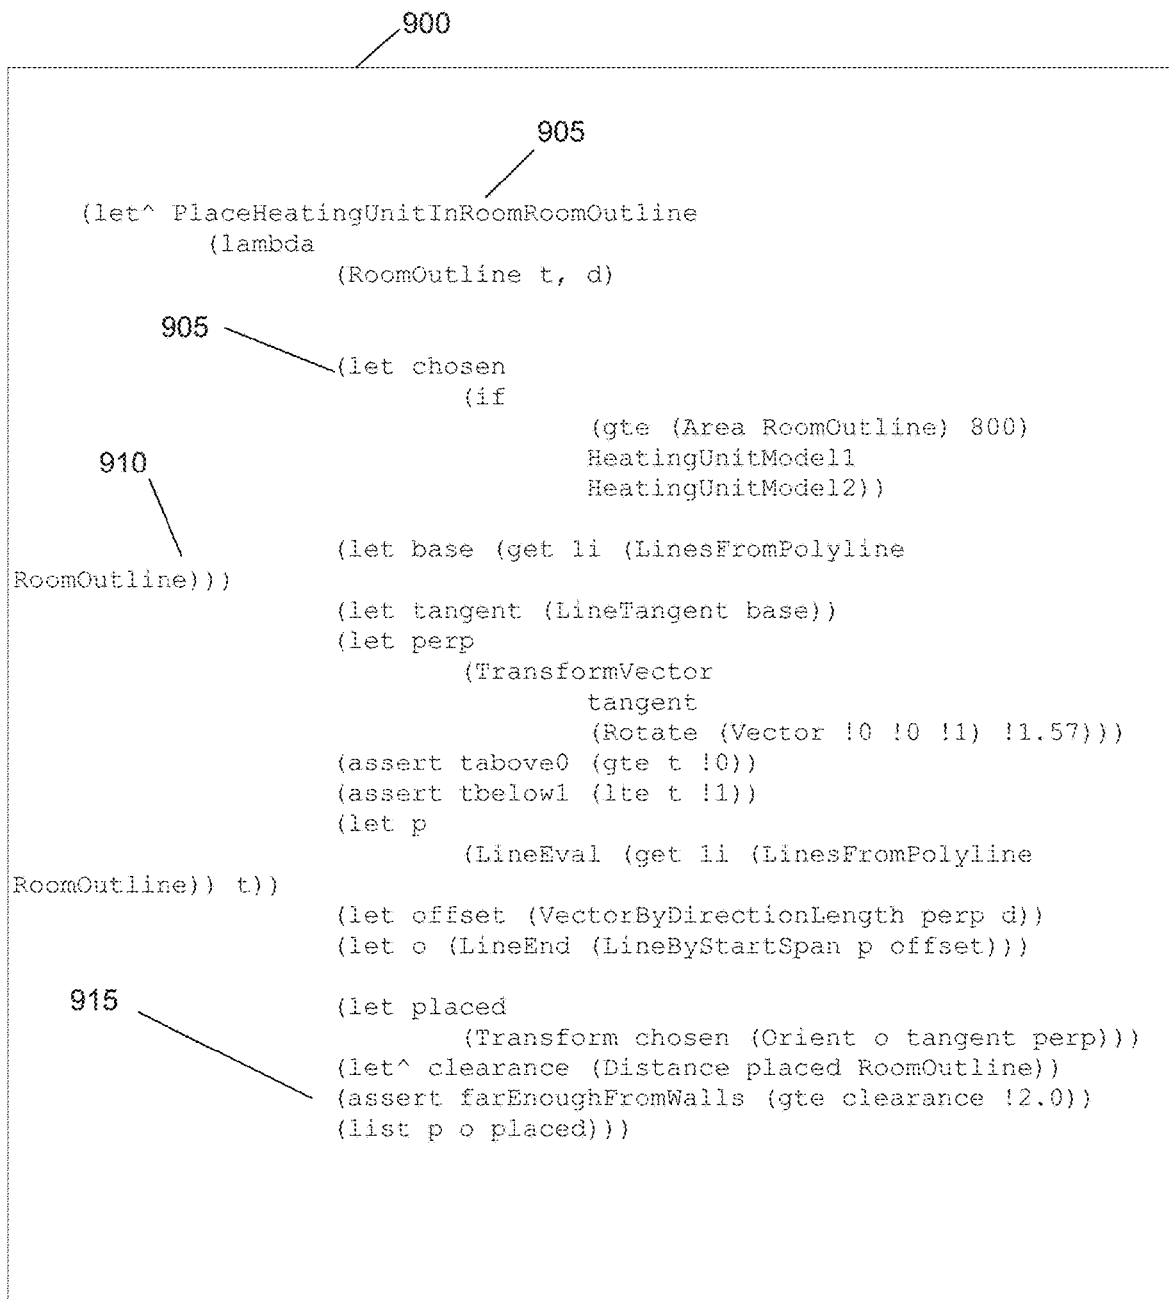 900
905
(let^ PlaceHeatingUnitInRoomRoomOutline
(lambda
(RoomOutline t, d)
905
(let chosen
(if
(gte (Area RoomOutline) 800)
HeatingUnitModel1
HeatingUnitModel2))
910
(let base (get 1i (LinesFromPolyline
RoomOutline)))
(let tangent (LineTangent base))
(let perp
(TransformVector
tangent
(Rotate (Vector !0 !0 !1) !1.57)))
(assert tabove0 (gte t !0))
(assert tbelow1 (lte t !1))
(let p
(LineEval (get 1i (LinesFromPolyline
RoomOutline)) t))
(let offset (VectorByDirectionLength perp d))
(let o (LineEnd (LineByStartSpan p offset)))
915
(let placed
(Transform chosen (Orient o tangent perp)))
(let^ clearance (Distance placed RoomOutline))
(assert farEnoughFromWalls (gte clearance !2.0))
(list p o placed)))